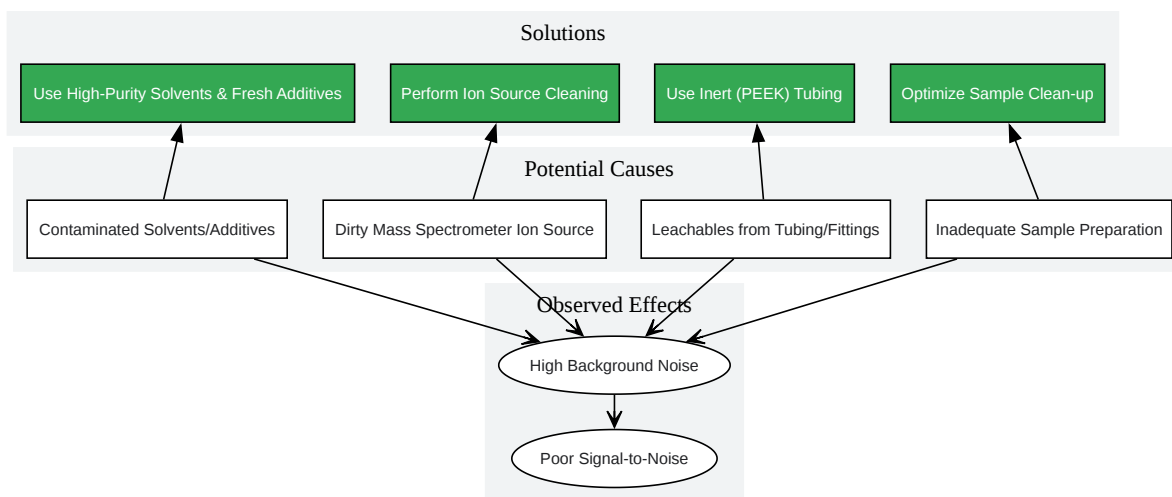 Solutions
Use High-Purity Solvents & Fresh Additives
Perform Ion Source Cleaning
Use Inert (PEEK) Tubing
Optimize Sample Clean-up
Potential Causes
Contaminated Solvents/Additives
Dirty Mass Spectrometer Ion Source
Leachables from Tubing/Fittings
Inadequate Sample Preparation
Observed Effects
High Background Noise
Poor Signal-to-Noise